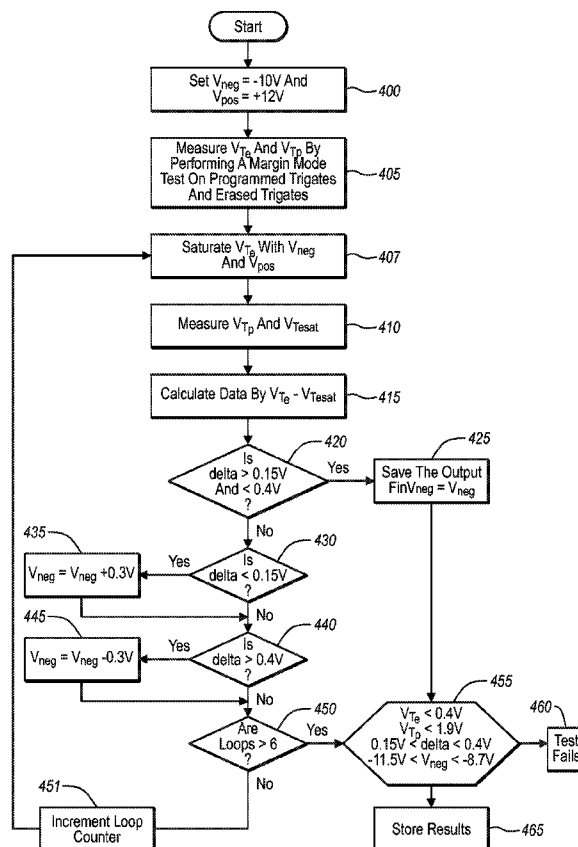 Start
Set Vneg = -10V And
Vpos = +12V
400
Measure VTe And VTp By
Performing A Margin Mode
Test On Programmed Trigates
And Erased Trigates
405
Saturate VTe With Vneg
And Vpos
407
Measure VTp And VTesat
410
Calculate Data By VTe - VTesat
415
Is
delta > 0.15V
And < 0.4V
?
420
Yes
Save The Output
FinVneg = Vneg
425
No
Is
delta < 0.15V
?
430
Yes
Vneg = Vneg +0.3V
435
No
Is
delta > 0.4V
?
440
Yes
Vneg = Vneg -0.3V
445
No
Are
Loops > 6
?
450
Yes
VTe < 0.4V
VTp < 1.9V
0.15V < delta < 0.4V
-11.5V < Vneg < -8.7V
455
Test
Fails
460
No
Increment Loop
Counter
451
Store Results
465